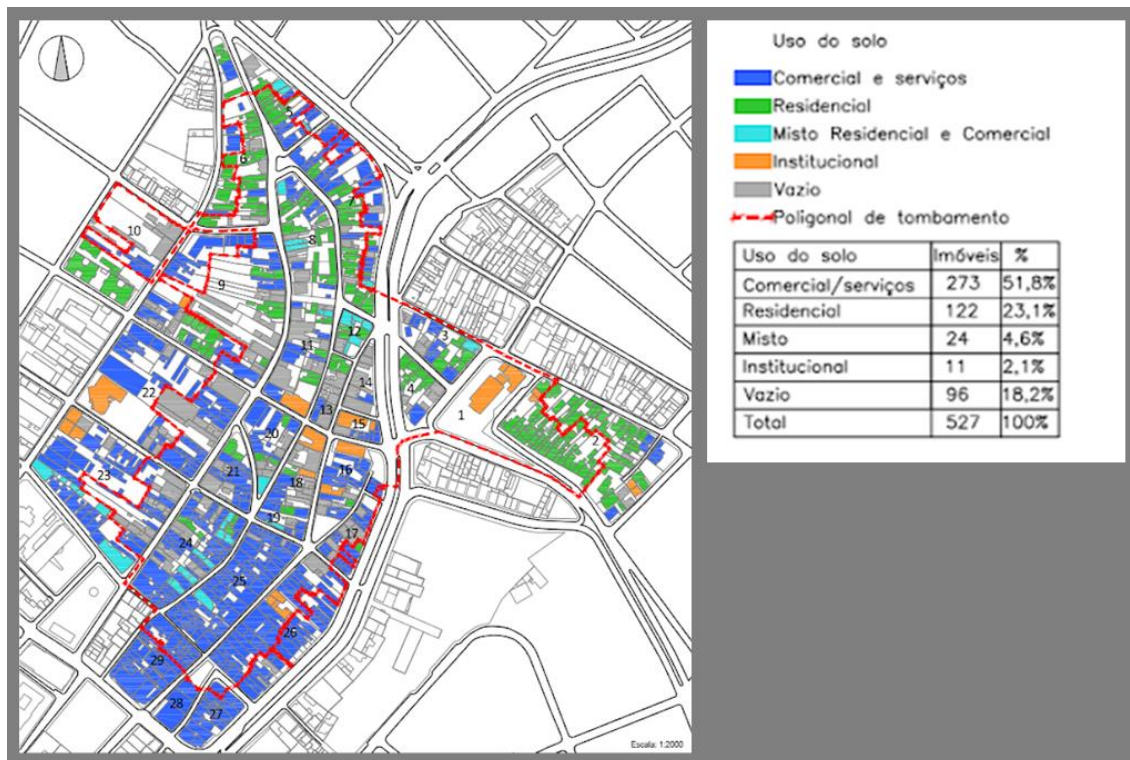 5
6
7
10
8
9
12
3
11
14
4
1
22
13
2
20
15
23
21
18
16
19
17
24
25
26
29
28
27
Escala: 1:2000
Uso do solo
Comercial e serviços
Residencial
Misto Residencial e Comercial
Institucional
Vazio
Poligonal de tombamento
Uso do solo Imóveis %
Comercial/serviços 273 51,8%
Residencial 122 23,1%
Misto 24 4,6%
Institucional 11 2,1%
Vazio 96 18,2%
Total 527 100%